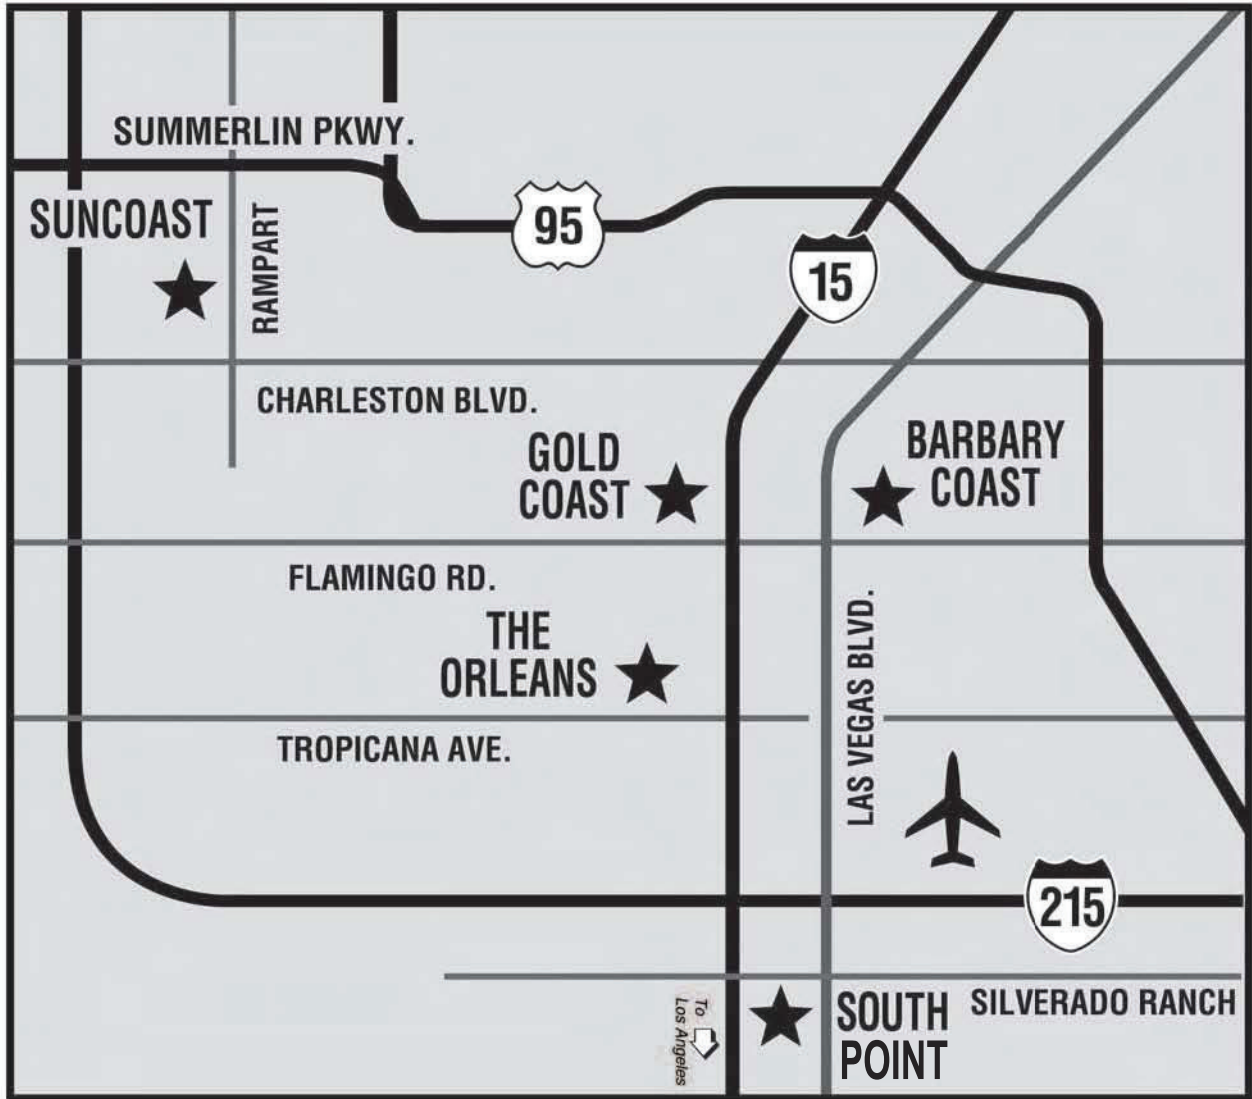 SUMMERLIN PKWY.
SUNCOAST
RAMPART
95
15
CHARLESTON BLVD.
GOLD
COAST
BARBARY
COAST
FLAMINGO RD.
THE
ORLEANS
LAS VEGAS BLVD.
TROPICANA AVE.
215
SILVERADO RANCH
SOUTH
POINT
To
Los Angeles